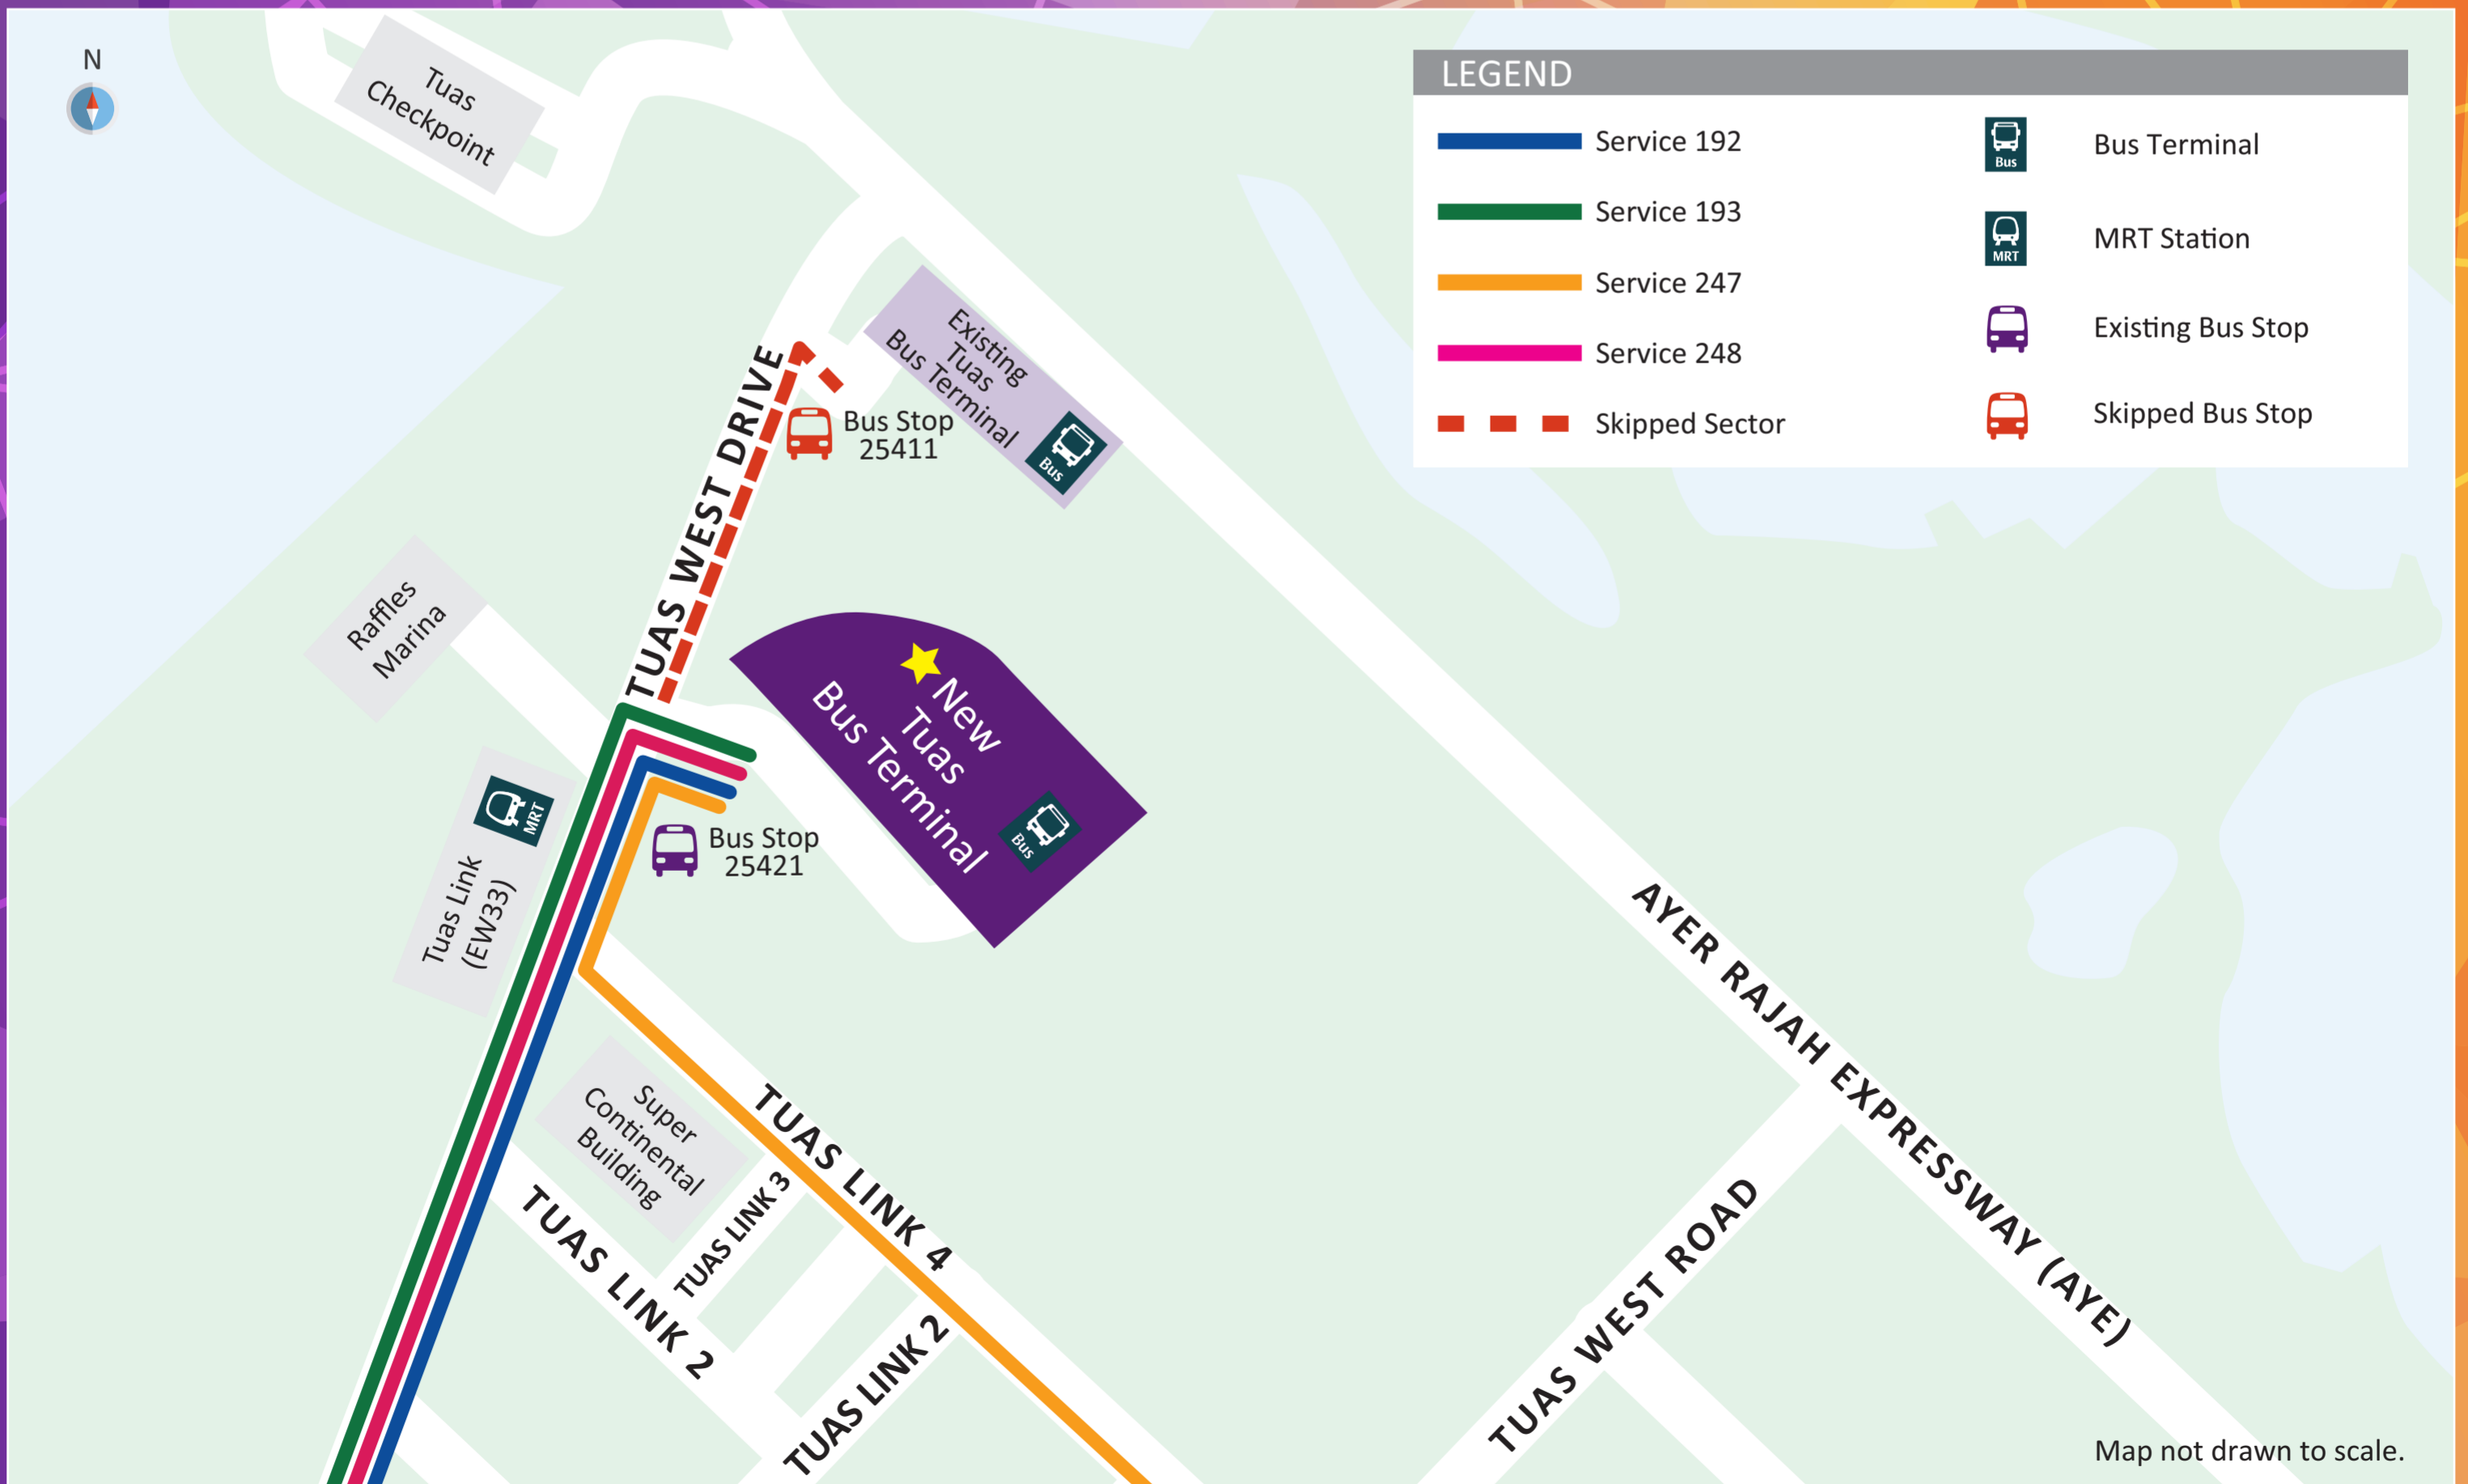 N
Tuas
Checkpoint
LEGEND
Service 192
Service 193
Service 247
Service 248
Skipped Sector
Bus
Bus Terminal
MRT
MRT Station
Existing Bus Stop
Skipped Bus Stop
Existing
Tuas
Bus Terminal
Bus
TUAS WEST DRIVE
Bus Stop
25411
Raffles
Marina
New
Tuas
Bus Terminal
Bus
MRT
Tuas Link
(EW33)
Bus Stop
25421
AYER RAJAH EXPRESSWAY (AYE)
Super
Continental
Building
TUAS LINK 4
TUAS LINK 3
TUAS LINK 2
TUAS LINK 2
TUAS WEST ROAD
Map not drawn to scale.